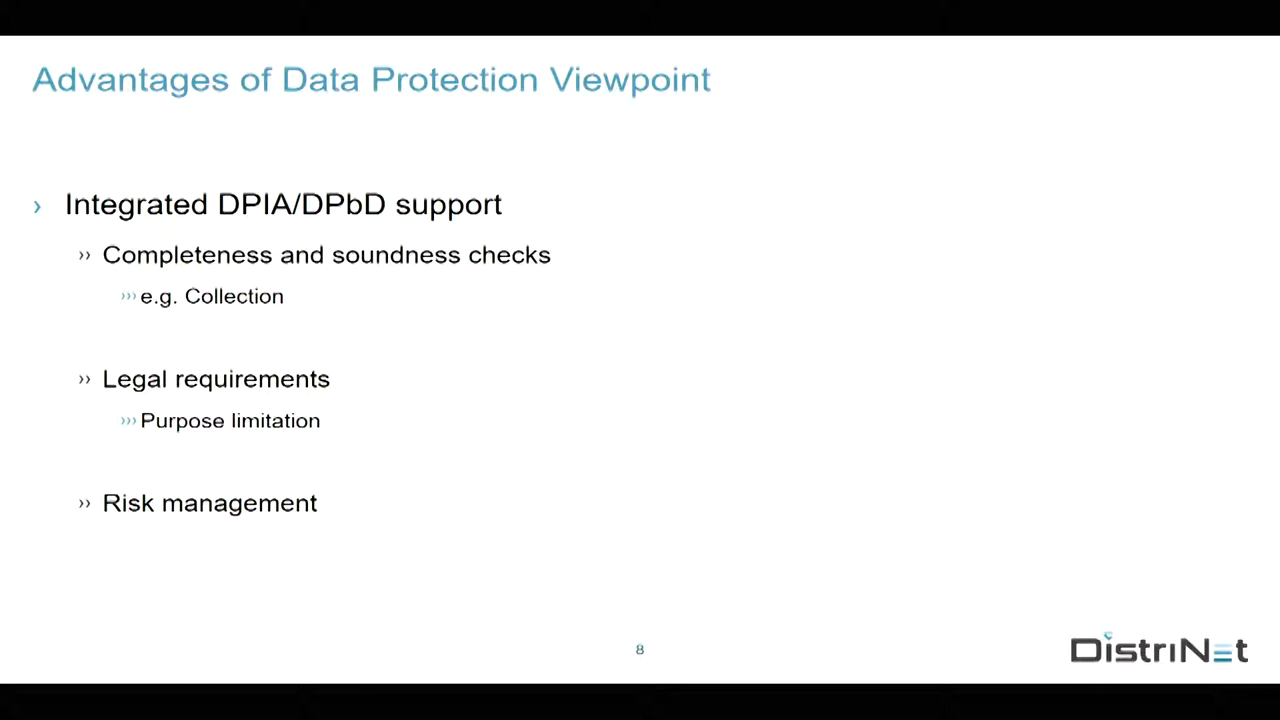 Advantages of Data Protection Viewpoint
› Integrated DPIA/DPbD support
›› Completeness and soundness checks
››› e.g. Collection
›› Legal requirements
››› Purpose limitation
›› Risk management
8
DistriNet